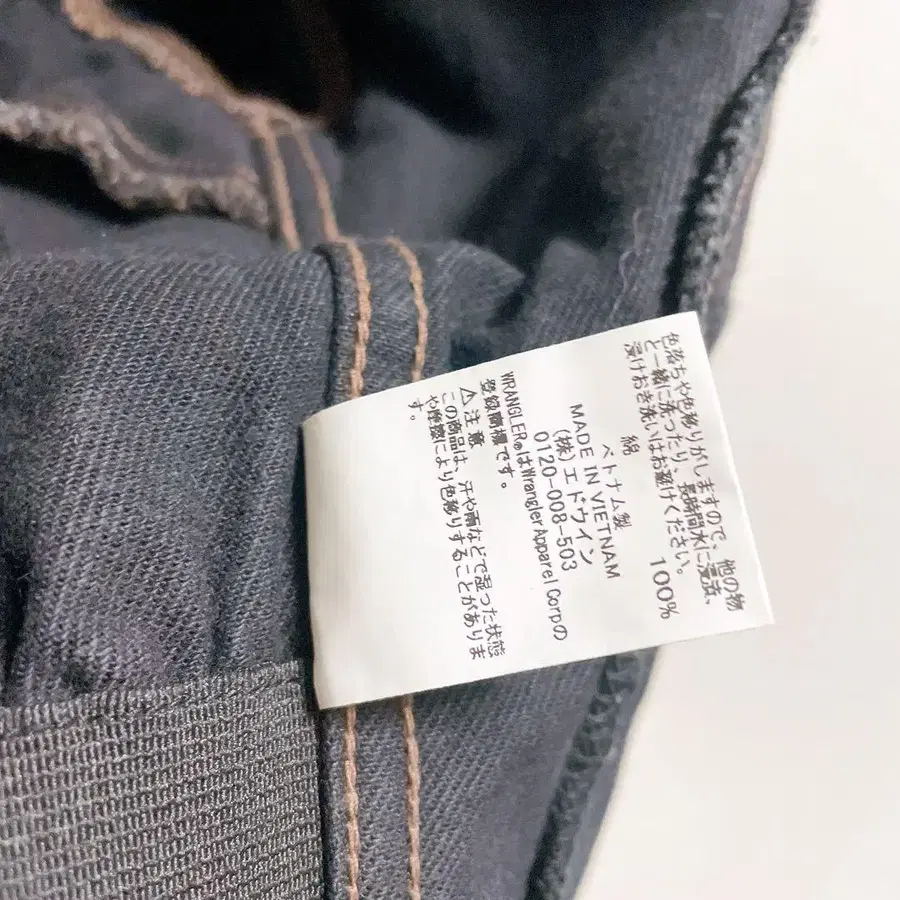 色落ちや色移りがしますので、他の物
と一緒に洗ったり、長時間水に浸漬、
浸けおき洗いはお避けください。
綿 100%
ベトナム製
MADE IN VIETNAM
(株)エドウイン
0120-008-503
WRANGLER®はWrangler Apparel Corpの
登録商標です。
⚠注意
この商品は、汗や雨などで湿った状態
や摩擦により色移りすることがありま
す。